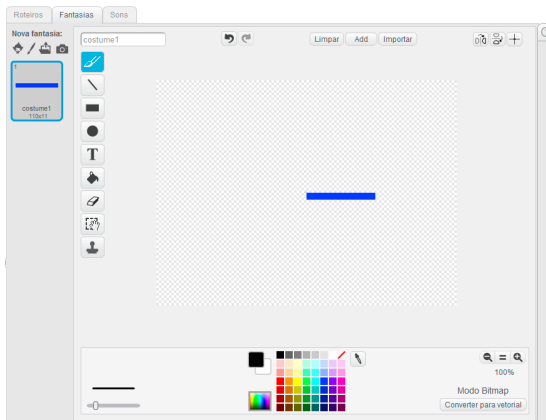 Roteiros Fantasias Sons
Nova fantasia:
costume1
Limpar Add Importar
1
costume1
110x11
T
100%
Modo Bitmap
Converter para vetorial